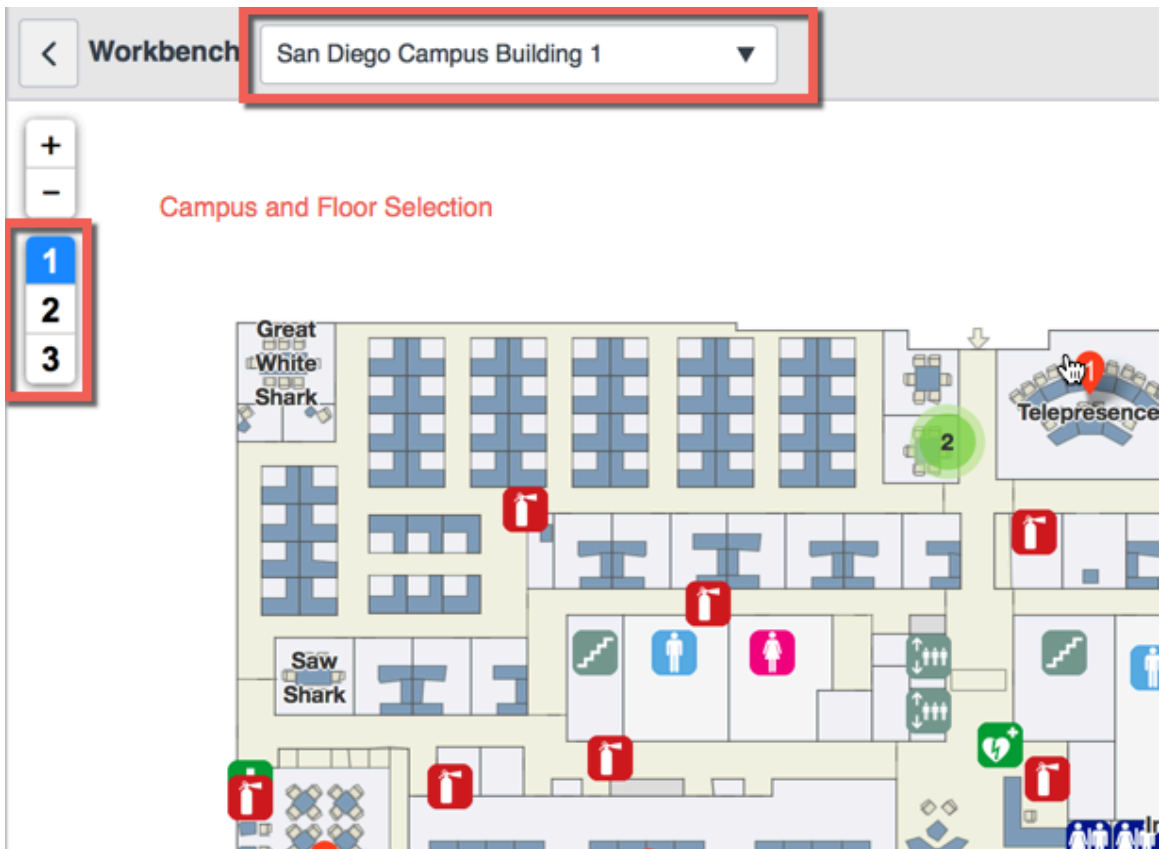 Workbench
San Diego Campus Building 1
+
−
Campus and Floor Selection
1
2
3
Great
White
Shark
1
Telepresence
2
Saw
Shark